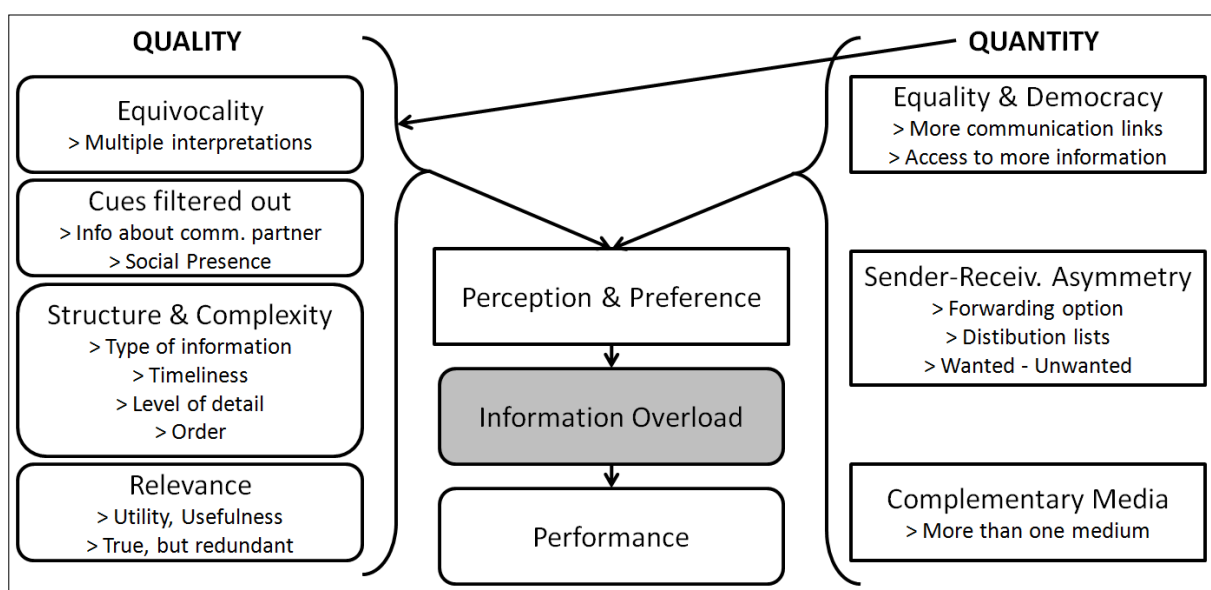 QUALITY
Equivocality
> Multiple interpretations
Cues filtered out
> Info about comm. partner
> Social Presence
Structure & Complexity
> Type of information
> Timeliness
> Level of detail
> Order
Relevance
> Utility, Usefulness
> True, but redundant
Perception & Preference
Information Overload
Performance
QUANTITY
Equality & Democracy
> More communication links
> Access to more information
Sender-Receiv. Asymmetry
> Forwarding option
> Distibution lists
> Wanted - Unwanted
Complementary Media
> More than one medium